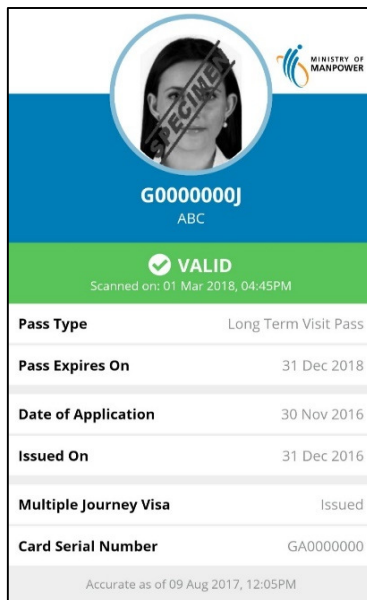 MINISTRY OF
MANPOWER
SPECIMEN
G0000000J
ABC
VALID
Scanned on: 01 Mar 2018, 04:45PM
Pass Type Long Term Visit Pass
Pass Expires On 31 Dec 2018
Date of Application 30 Nov 2016
Issued On 31 Dec 2016
Multiple Journey Visa Issued
Card Serial Number GA0000000
Accurate as of 09 Aug 2017, 12:05PM